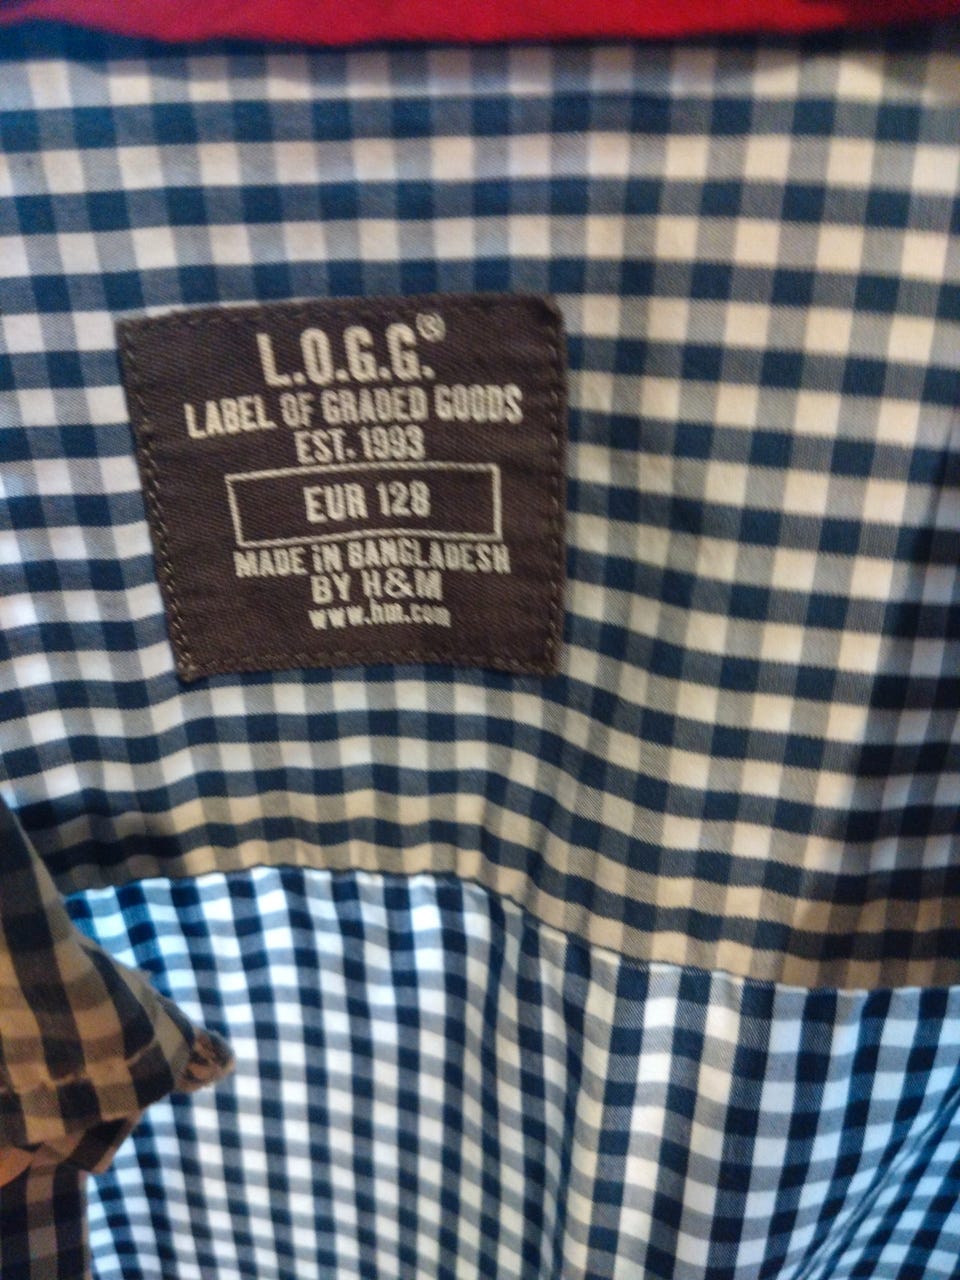 L.O.G.G.®
LABEL OF GRADED GOODS
EST. 1993
EUR 128
MADE IN BANGLADESH
BY H&M
www.hm.com